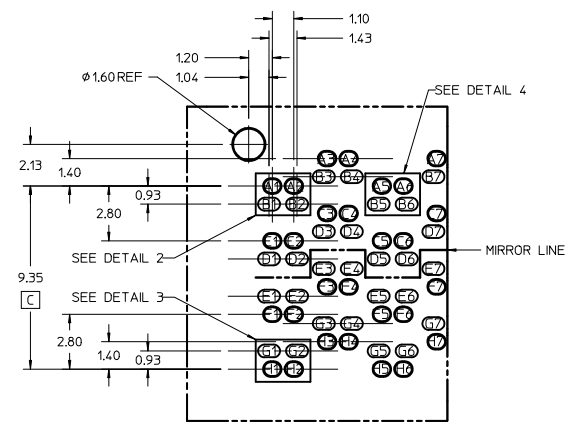 1.10
1.43
1.20
1.04
Ø1.60 REF
SEE DETAIL 4
2.13
1.40
0.93
2.80
A3 A4 A7
B3 B4 B7
A1 A2 A5 A6
B1 B2 B5 B6
C3 C4 C7
D3 D4 D7
C5 C6
SEE DETAIL 2
D1 D2 D5 D6
MIRROR LINE
E3 E4 E7
9.35
C
SEE DETAIL 3
F3 F4 F7
E1 E2 E5 E6
F1 F2 F5 F6
G3 G4 G7
2.80
1.40
0.93
H3 H4 H7
G1 G2 G5 G6
H1 H2 H5 H6